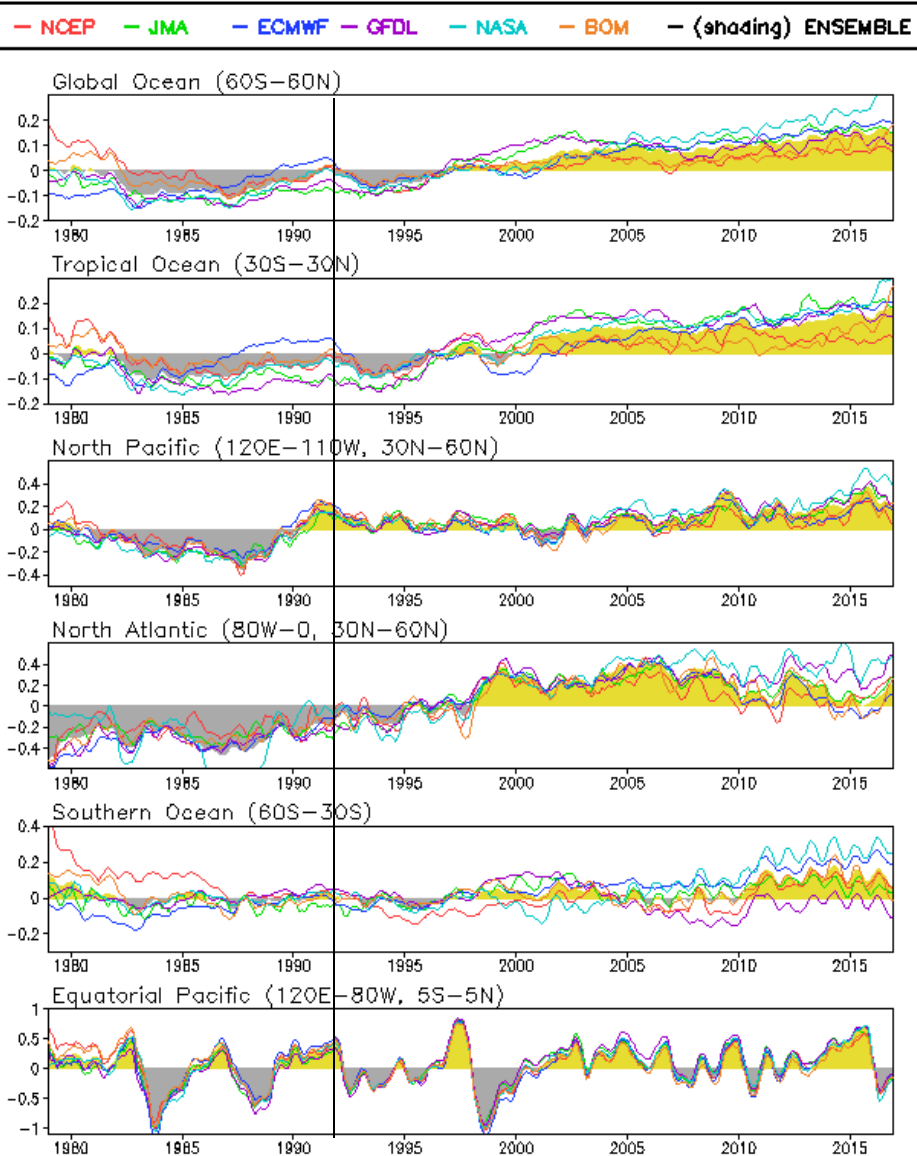 NCEP JMA ECMWF GFDL NASA BOM (shading) ENSEMBLE
Global Ocean (60S-60N)
0.2
0.1
0
-0.1
-0.2
1980 1985 1990 1995 2000 2005 2010 2015
Tropical Ocean (30S-30N)
0.2
0.1
0
-0.1
-0.2
1980 1985 1990 1995 2000 2005 2010 2015
North Pacific (120E-110W, 30N-60N)
0.4
0.2
0
-0.2
-0.4
1980 1985 1990 1995 2000 2005 2010 2015
North Atlantic (80W-0, 30N-60N)
0.4
0.2
0
-0.2
-0.4
1980 1985 1990 1995 2000 2005 2010 2015
Southern Ocean (60S-30S)
0.4
0.2
0
-0.2
1980 1985 1990 1995 2000 2005 2010 2015
Equatorial Pacific (120E-80W, 5S-5N)
1
0.5
0
-0.5
-1
1980 1985 1990 1995 2000 2005 2010 2015